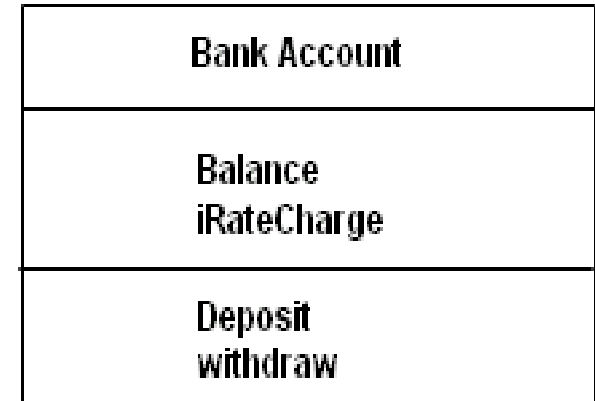 Bank Account
Balance
iRateCharge
Deposit
withdraw